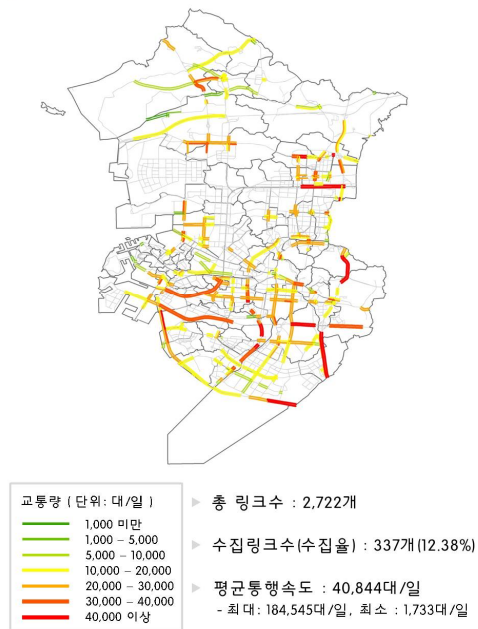 교통량 ( 단위: 대/일 )
1,000 미만
1,000 – 5,000
5,000 – 10,000
10,000 – 20,000
20,000 – 30,000
30,000 – 40,000
40,000 이상
총 링크수 : 2,722개
수집링크수(수집율) : 337개(12.38%)
평균통행속도 : 40,844대/일
- 최대: 184,545대/일, 최소 : 1,733대/일